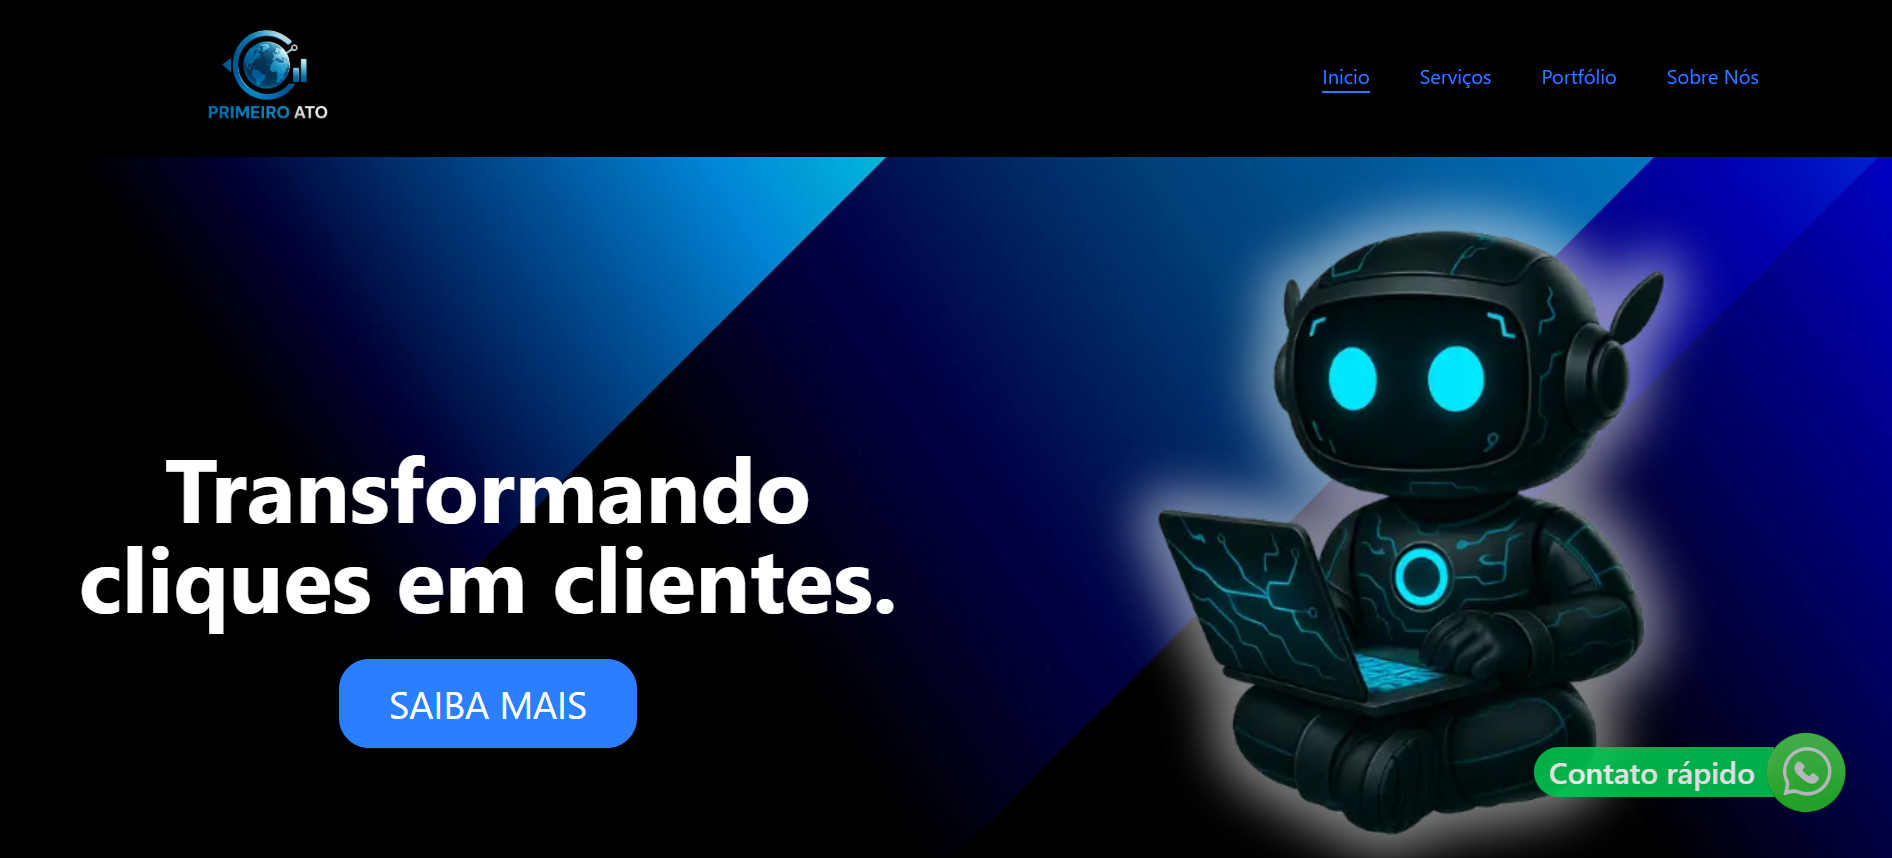 PRIMEIRO ATO
Inicio
Serviços
Portfólio
Sobre Nós
Transformando
cliques em clientes.
SAIBA MAIS
Contato rápido